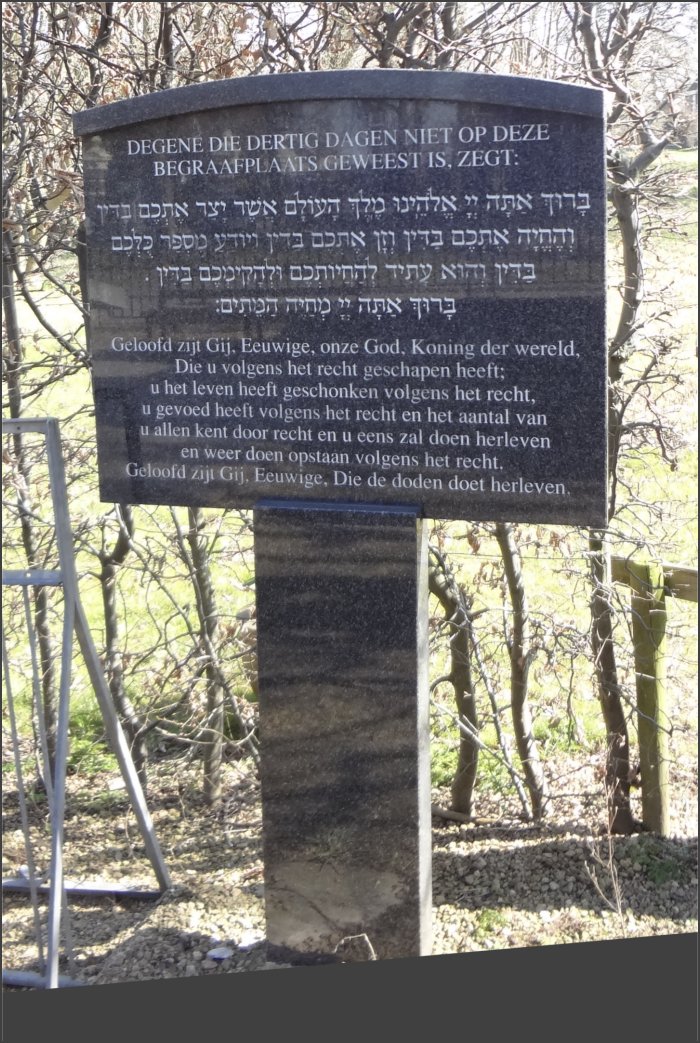 DEGENE DIE DERTIG DAGEN NIET OP DEZE
BEGRAAFPLAATS GEWEEST IS, ZEGT:
בָּרוּךְ אַתָּה יְיָ אֱלֹהֵינוּ מֶלֶךְ הָעוֹלָם אֲשֶׁר יָצַר אֶתְכֶם בַּדִּין
וְהֶחֱיָה אֶתְכֶם בַּדִּין וְזָן אֶתְכֶם בַּדִּין וְיוֹדֵעַ מִסְפַּר כֻּלְּכֶם
בַּדִּין וְהוּא עָתִיד לְהַחֲיוֹתְכֶם וּלְהָקִימְכֶם בַּדִּין .
בָּרוּךְ אַתָּה יְיָ מְחַיֵּה הַמֵּתִים:
Geloofd zijt Gij, Eeuwige, onze God, Koning der wereld,
Die u volgens het recht geschapen heeft;
u het leven heeft geschonken volgens het recht,
u gevoed heeft volgens het recht en het aantal van
u allen kent door recht en u eens zal doen herleven
en weer doen opstaan volgens het recht.
Geloofd zijt Gij, Eeuwige, Die de doden doet herleven.